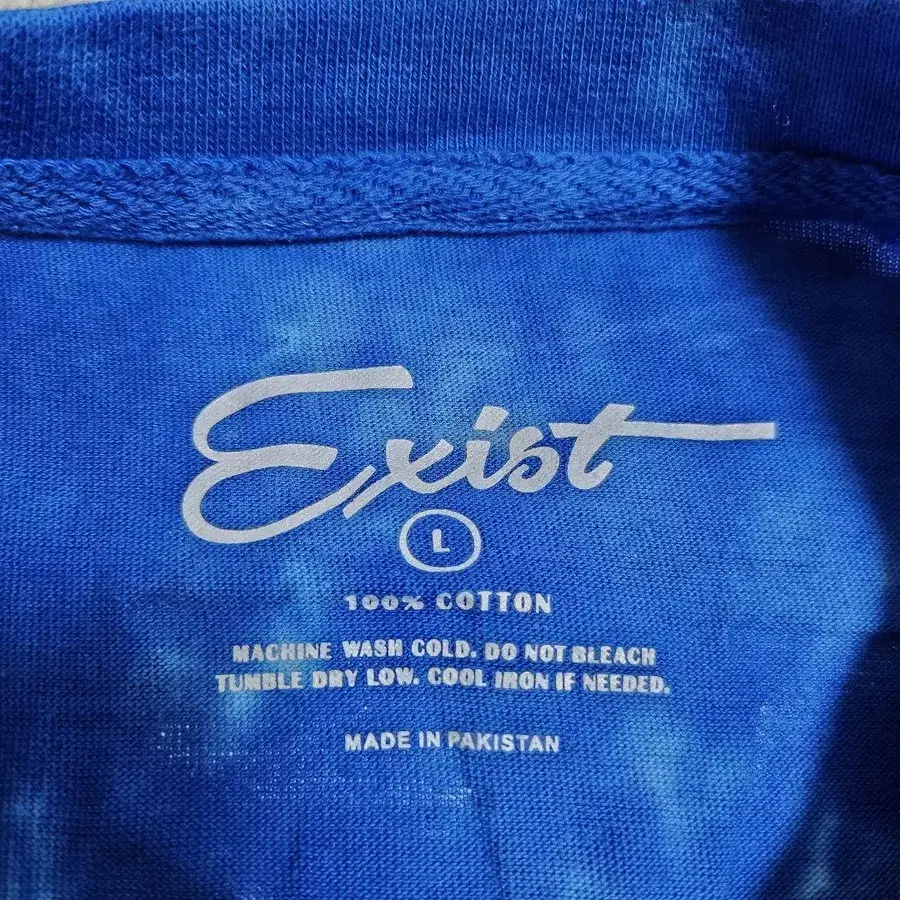 Exist
L
100% COTTON
MACHINE WASH COLD. DO NOT BLEACH
TUMBLE DRY LOW. COOL IRON IF NEEDED.
MADE IN PAKISTAN